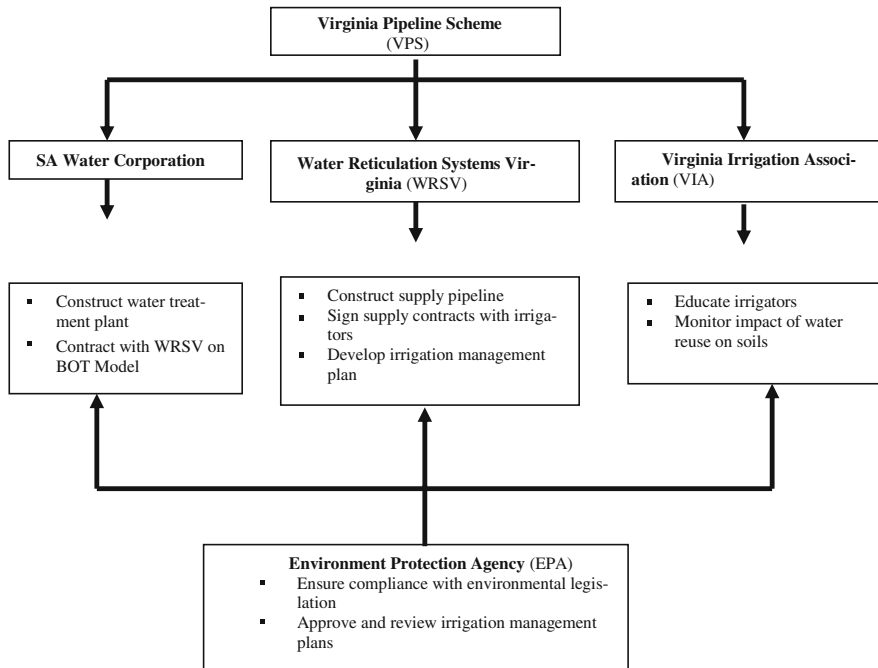 Virginia Pipeline Scheme
(VPS)
SA Water Corporation
Water Reticulation Systems Vir-
ginia (WRSV)
Virginia Irrigation Associ-
ation (VIA)
▪ Construct water treat-
ment plant
▪ Contract with WRSV on
BOT Model
▪ Construct supply pipeline
▪ Sign supply contracts with irriga-
tors
▪ Develop irrigation management
plan
▪ Educate irrigators
▪ Monitor impact of water
reuse on soils
Environment Protection Agency (EPA)
▪ Ensure compliance with environmental legis-
lation
▪ Approve and review irrigation management
plans